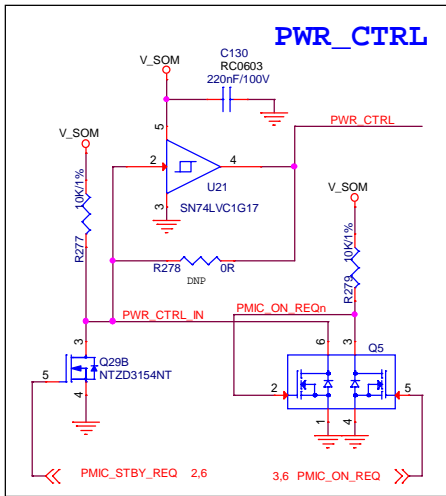 PWR_CTRL
C130
V_SOM
RC0603
220nF/100V
V_SOM
PWR_CTRL
5
2
4
U21
V_SOM
3
SN74LVC1G17
R277
10K/1%
R278
0R
DNP
R279
10K/1%
PMIC_ON_REQn
PWR_CTRL_IN
3
6
3
Q5
Q29B
NTZD3154NT
5
2
5
4
1
4
PMIC_STBY_REQ 2,6
3,6 PMIC_ON_REQ